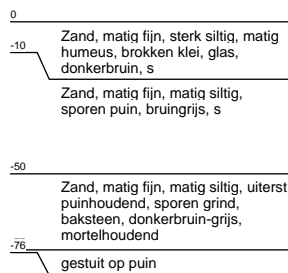 0
Zand, matig fijn, sterk siltig, matig
humeus, brokken klei, glas,
donkerbruin, s
-10
Zand, matig fijn, matig siltig,
sporen puin, bruingrijs, s
-50
Zand, matig fijn, matig siltig, uiterst
puinhoudend, sporen grind,
baksteen, donkerbruin-grijs,
mortelhoudend
-76
gestuit op puin